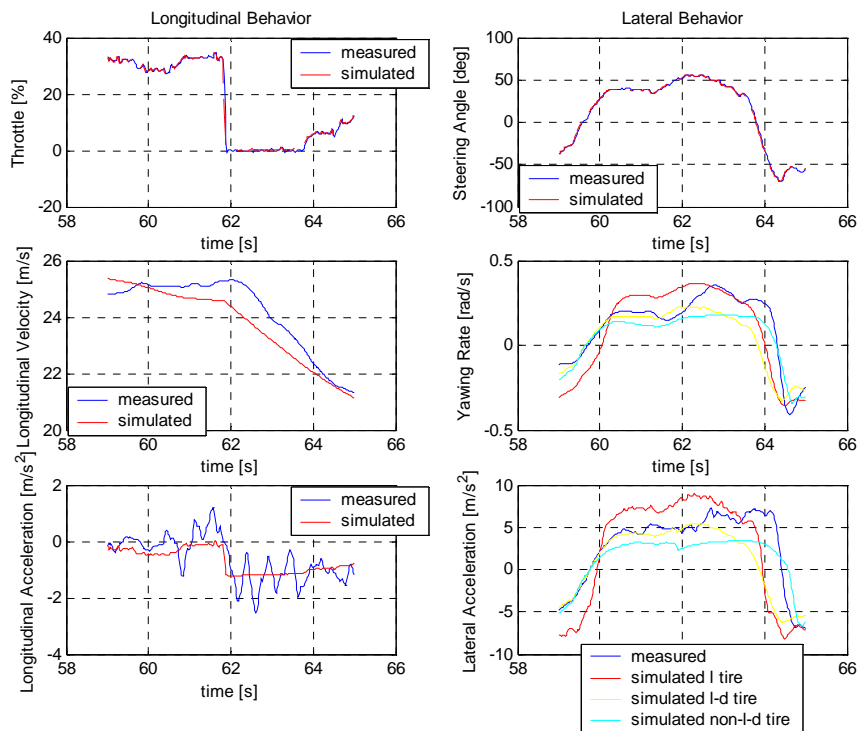 Longitudinal Behavior
Throttle [%]
40
20
0
-20
58
60
62
64
66
time [s]
measured
simulated
Lateral Behavior
Steering Angle [deg]
100
50
0
-50
-100
58
60
62
64
66
time [s]
measured
simulated
Longitudinal Velocity [m/s]
26
24
22
20
58
60
62
64
66
time [s]
measured
simulated
Yawing Rate [rad/s]
0.5
0
-0.5
58
60
62
64
66
time [s]
Longitudinal Acceleration [m/s²]
2
0
-2
-4
58
60
62
64
66
time [s]
measured
simulated
Lateral Acceleration [m/s²]
10
5
0
-5
-10
58
60
62
64
66
measured
simulated l tire
simulated l-d tire
simulated non-l-d tire